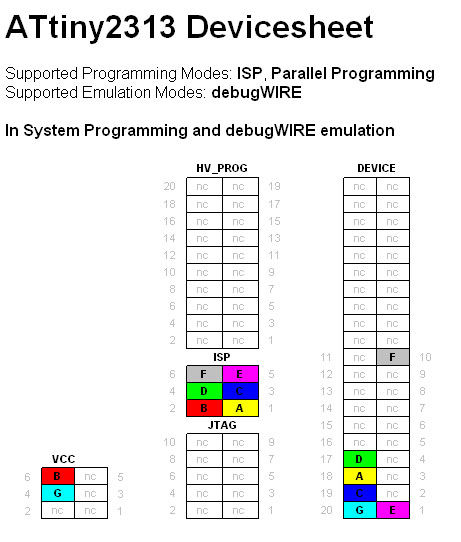 ATtiny2313 Devicesheet
Supported Programming Modes: ISP, Parallel Programming
Supported Emulation Modes: debugWIRE
In System Programming and debugWIRE emulation
HV_PROG
20 nc nc 19
18 nc nc 17
16 nc nc 15
14 nc nc 13
12 nc nc 11
10 nc nc 9
8 nc nc 7
6 nc nc 5
4 nc nc 3
2 nc nc 1
ISP
6 F E 5
4 D C 3
2 B A 1
JTAG
10 nc nc 9
8 nc nc 7
6 nc nc 5
4 nc nc 3
2 nc nc 1
VCC
6 B nc 5
4 G nc 3
2 nc nc 1
DEVICE
nc nc
nc nc
nc nc
nc nc
nc nc
nc nc
nc nc
nc nc
nc nc
nc nc
11 nc F 10
12 nc nc 9
13 nc nc 8
14 nc nc 7
15 nc nc 6
16 nc nc 5
17 D nc 4
18 A nc 3
19 C nc 2
20 G E 1